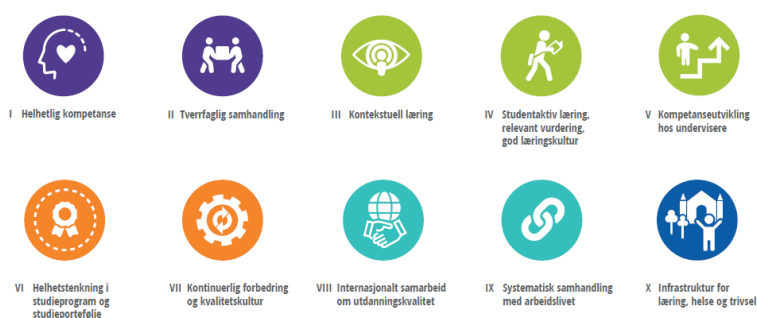 I Helhetlig kompetanse
II Tverrfaglig samhandling
III Kontekstuell læring
IV Studentaktiv læring,
relevant vurdering,
god læringskultur
V Kompetanseutvikling
hos undervisere
VI Helhetstenkning i
studieprogram og
studieportefølje
VII Kontinuerlig forbedring
og kvalitetskultur
VIII Internasjonalt samarbeid
om utdanningskvalitet
IX Systematisk samhandling
med arbeidslivet
X Infrastruktur for
læring, helse og trivsel